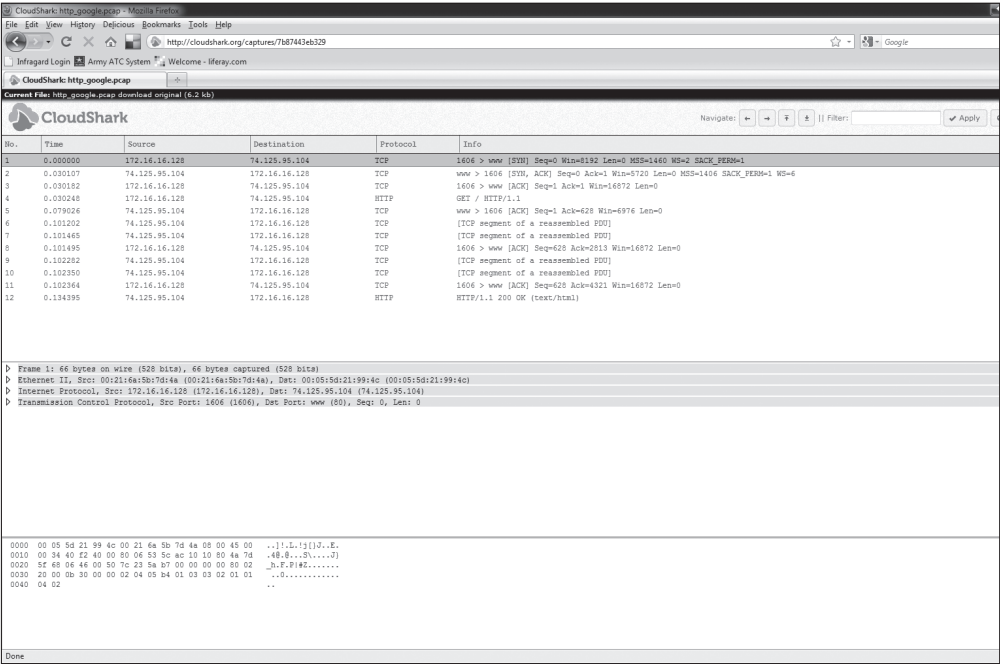 CloudShark: http_google.pcap - Mozilla Firefox
File Edit View History Delicious Bookmarks Tools Help
http://cloudshark.org/captures/7b87443eb329
Google
Infragard Login Army ATC System Welcome - liferay.com
CloudShark: http_google.pcap
Current File: http_google.pcap download original (6.2 kb)
CloudShark
Navigate: || Filter: Apply
No. Time Source Destination Protocol Info
1 0.000000 172.16.16.128 74.125.95.104 TCP 1606 > www [SYN] Seq=0 Win=8192 Len=0 MSS=1460 WS=2 SACK_PERM=1
2 0.030107 74.125.95.104 172.16.16.128 TCP www > 1606 [SYN, ACK] Seq=0 Ack=1 Win=5720 Len=0 MSS=1406 SACK_PERM=1 WS=6
3 0.030182 172.16.16.128 74.125.95.104 TCP 1606 > www [ACK] Seq=1 Ack=1 Win=16872 Len=0
4 0.030248 172.16.16.128 74.125.95.104 HTTP GET / HTTP/1.1
5 0.079026 74.125.95.104 172.16.16.128 TCP www > 1606 [ACK] Seq=1 Ack=628 Win=6976 Len=0
6 0.101202 74.125.95.104 172.16.16.128 TCP [TCP segment of a reassembled PDU]
7 0.101465 74.125.95.104 172.16.16.128 TCP [TCP segment of a reassembled PDU]
8 0.101495 172.16.16.128 74.125.95.104 TCP 1606 > www [ACK] Seq=628 Ack=2813 Win=16872 Len=0
9 0.102282 74.125.95.104 172.16.16.128 TCP [TCP segment of a reassembled PDU]
10 0.102350 74.125.95.104 172.16.16.128 TCP [TCP segment of a reassembled PDU]
11 0.102364 172.16.16.128 74.125.95.104 TCP 1606 > www [ACK] Seq=628 Ack=4321 Win=16872 Len=0
12 0.134395 74.125.95.104 172.16.16.128 HTTP HTTP/1.1 200 OK (text/html)
Frame 1: 66 bytes on wire (528 bits), 66 bytes captured (528 bits)
Ethernet II, Src: 00:21:6a:5b:7d:4a (00:21:6a:5b:7d:4a), Dst: 00:05:5d:21:99:4c (00:05:5d:21:99:4c)
Internet Protocol, Src: 172.16.16.128 (172.16.16.128), Dst: 74.125.95.104 (74.125.95.104)
Transmission Control Protocol, Src Port: 1606 (1606), Dst Port: www (80), Seq: 0, Len: 0
0000 00 05 5d 21 99 4c 00 21 6a 5b 7d 4a 08 00 45 00 ..]!.L.!j[}J..E.
0010 00 34 40 f2 40 00 80 06 53 5c ac 10 10 80 4a 7d .4@.@...S\....J}
0020 5f 68 06 46 00 50 7c 23 5a b7 00 00 00 00 80 02 _h.F.P|#Z.......
0030 20 00 0b 30 00 00 02 04 05 b4 01 03 03 02 01 01 ..0............
0040 04 02 ..
Done